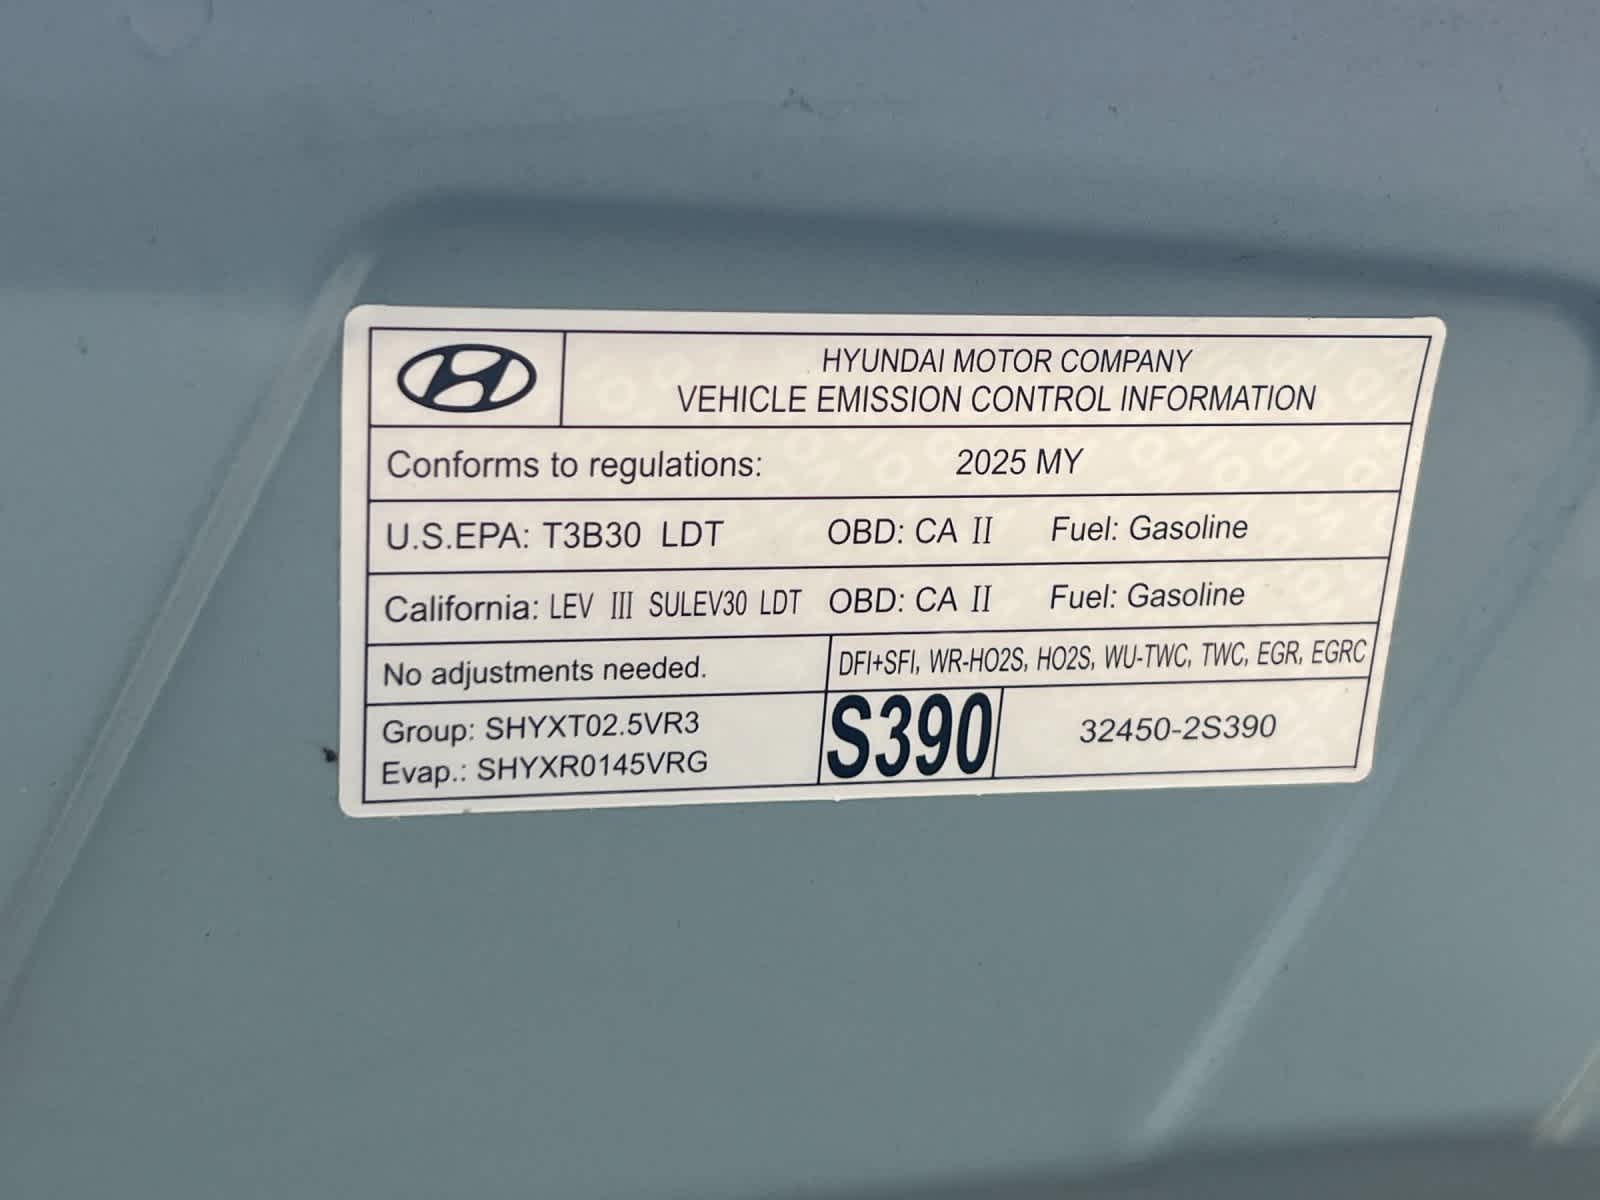 HYUNDAI MOTOR COMPANY
VEHICLE EMISSION CONTROL INFORMATION
Conforms to regulations: 2025 MY
U.S.EPA: T3B30 LDT OBD: CA II Fuel: Gasoline
California: LEV III SULEV30 LDT OBD: CA II Fuel: Gasoline
No adjustments needed. DFI+SFI, WR-HO2S, HO2S, WU-TWC, TWC, EGR, EGRC
Group: SHYXT02.5VR3
Evap.: SHYXR0145VRG
S390 32450-2S390